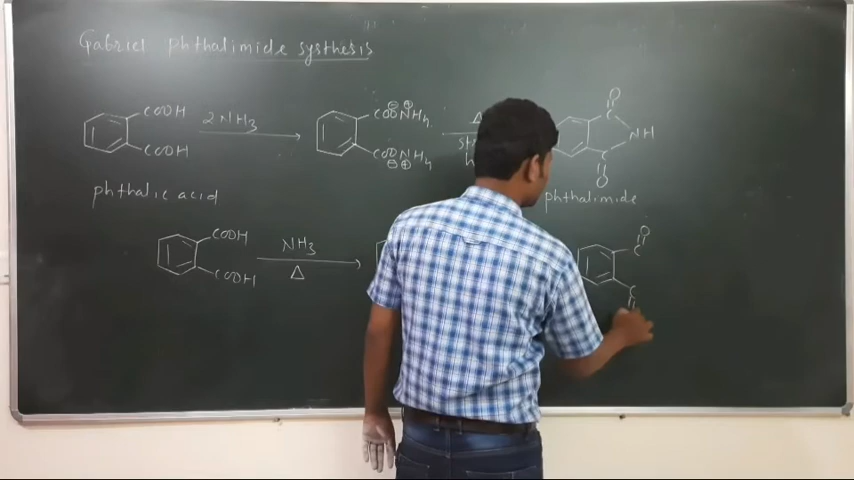 Gabriel phthalimide systhesis
COOH 2NH3 COONH4 Δ O
C
NH
COOH COONH4 C
O
phthalic acid phthalimide
COOH NH3 O
C
COOH Δ C